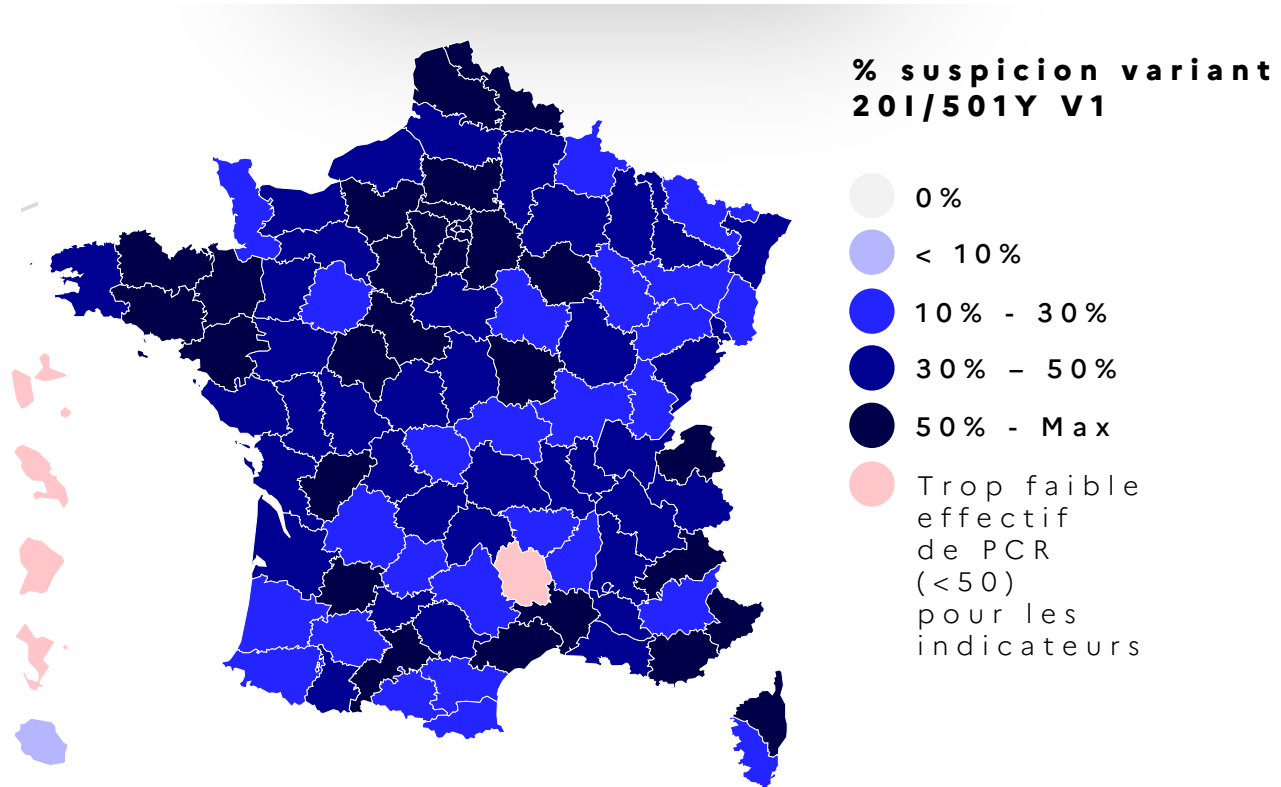 % suspicion variant
20I/501Y V1
0%
< 10%
10% - 30%
30% – 50%
50% - Max
Trop faible
effectif
de PCR
(<50)
pour les
indicateurs